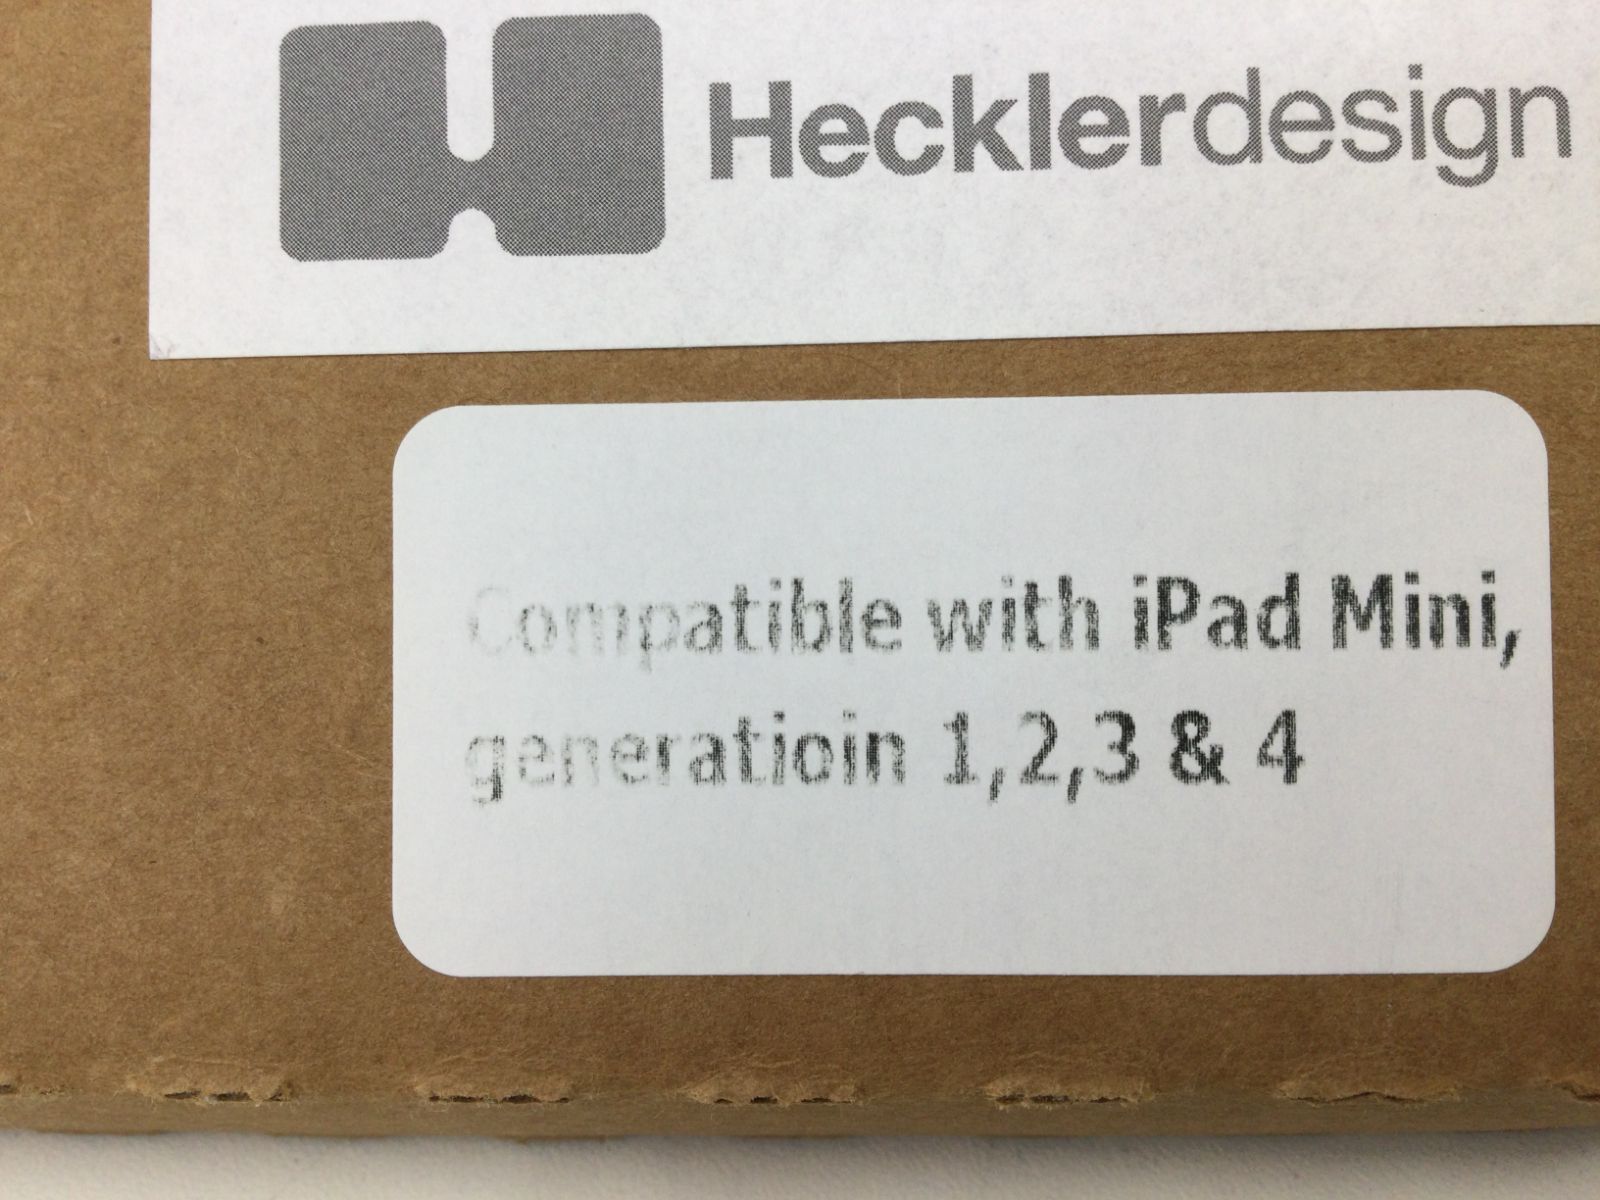 Hecklerdesign
Compatible with iPad Mini,
generatioin 1,2,3 & 4